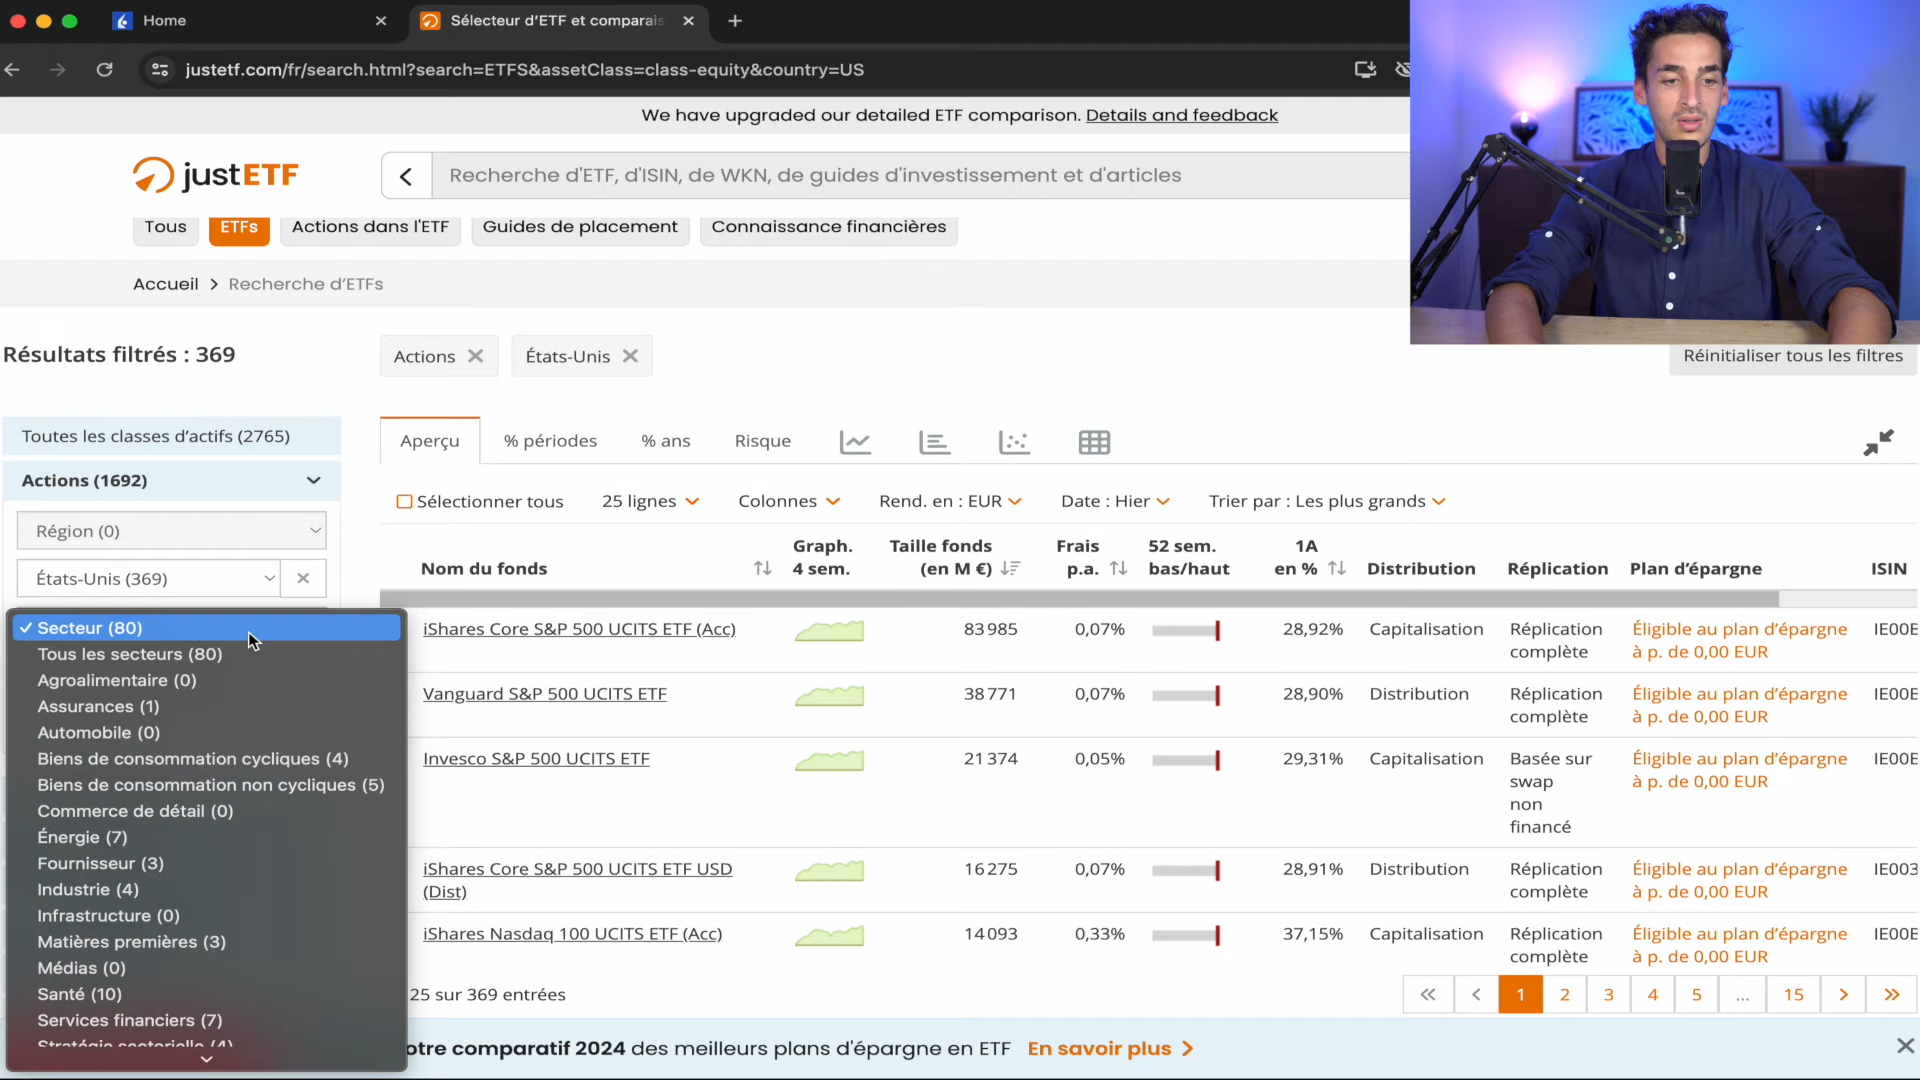 Home
Sélecteur d'ETF et comparais
justetf.com/fr/search.html?search=ETFS&assetClass=class-equity&country=US
We have upgraded our detailed ETF comparison. Details and feedback
justETF
Recherche d'ETF, d'ISIN, de WKN, de guides d'investissement et d'articles
Tous
ETFs
Actions dans l'ETF
Guides de placement
Connaissance financières
Accueil > Recherche d'ETFs
Résultats filtrés : 369
Actions
États-Unis
Réinitialiser tous les filtres
Toutes les classes d'actifs (2765)
Actions (1692)
Région (0)
États-Unis (369)
✓ Secteur (80)
Tous les secteurs (80)
Agroalimentaire (0)
Assurances (1)
Automobile (0)
Biens de consommation cycliques (4)
Biens de consommation non cycliques (5)
Commerce de détail (0)
Énergie (7)
Fournisseur (3)
Industrie (4)
Infrastructure (0)
Matières premières (3)
Médias (0)
Santé (10)
Services financiers (7)
Stratégie sectorielle (4)
Aperçu
% périodes
% ans
Risque
Sélectionner tous
25 lignes
Colonnes
Rend. en : EUR
Date : Hier
Trier par : Les plus grands
Nom du fonds
Graph.
4 sem.
Taille fonds
(en M €)
Frais
p.a.
52 sem.
bas/haut
1A
en %
Distribution
Réplication
Plan d'épargne
ISIN
iShares Core S&P 500 UCITS ETF (Acc)
83 985
0,07%
28,92%
Capitalisation
Réplication
complète
Éligible au plan d'épargne
à p. de 0,00 EUR
IE00B
Vanguard S&P 500 UCITS ETF
38 771
0,07%
28,90%
Distribution
Réplication
complète
Éligible au plan d'épargne
à p. de 0,00 EUR
IE00B
Invesco S&P 500 UCITS ETF
21 374
0,05%
29,31%
Capitalisation
Basée sur
swap
non
financé
Éligible au plan d'épargne
à p. de 0,00 EUR
IE00B
iShares Core S&P 500 UCITS ETF USD
(Dist)
16 275
0,07%
28,91%
Distribution
Réplication
complète
Éligible au plan d'épargne
à p. de 0,00 EUR
IE003
iShares Nasdaq 100 UCITS ETF (Acc)
14 093
0,33%
37,15%
Capitalisation
Réplication
complète
Éligible au plan d'épargne
à p. de 0,00 EUR
IE00B
25 sur 369 entrées
« ‹ 1 2 3 4 5 ... 15 › »
otre comparatif 2024 des meilleurs plans d'épargne en ETF En savoir plus >